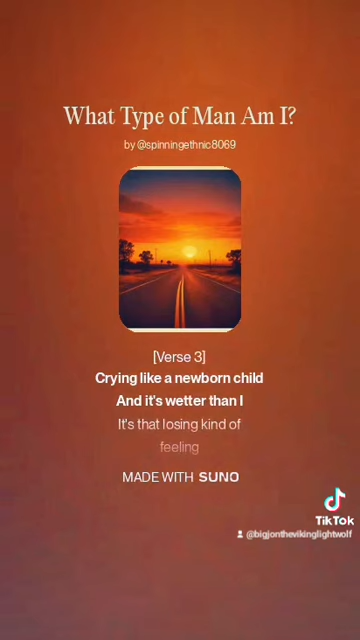 What Type of Man Am I?
by @spinningethnic8069
[Verse 3]
Crying like a newborn child
And it's wetter than I
It's that losing kind of
feeling
MADE WITH SUNO
TikTok
@bigjonthevikinglightwolf